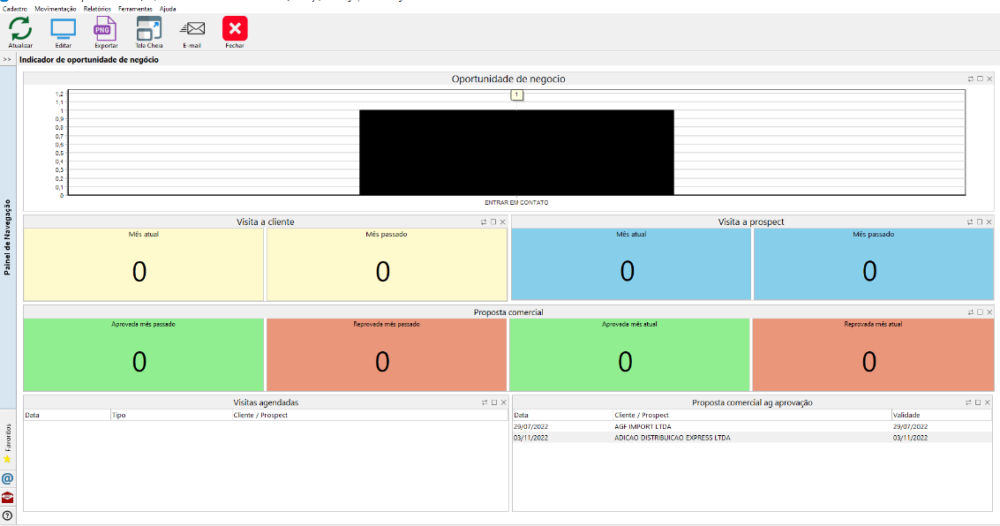 Cadastro Movimentação Relatórios Ferramentas Ajuda
PNG
Atualizar Editar Exportar Tela Cheia E-mail Fechar
>> Indicador de oportunidade de negócio
Oportunidade de negocio
1
1,2
1,1
1
0,9
0,8
0,7
0,6
0,5
0,4
0,3
0,2
0,1
0
ENTRAR EM CONTATO
Painel de Navegação
Visita a cliente
Mês atual Mês passado
0 0
Visita a prospect
Mês atual Mês passado
0 0
Proposta comercial
Aprovada mês passado Reprovada mês passado Aprovada mês atual Reprovada mês atual
0 0 0 0
Favoritos
Visitas agendadas
Data Tipo Cliente / Prospect
Proposta comercial ag aprovação
Data Cliente / Prospect Validade
29/07/2022 AGF IMPORT LTDA 29/07/2022
03/11/2022 ADICAO DISTRIBUICAO EXPRESS LTDA 03/11/2022